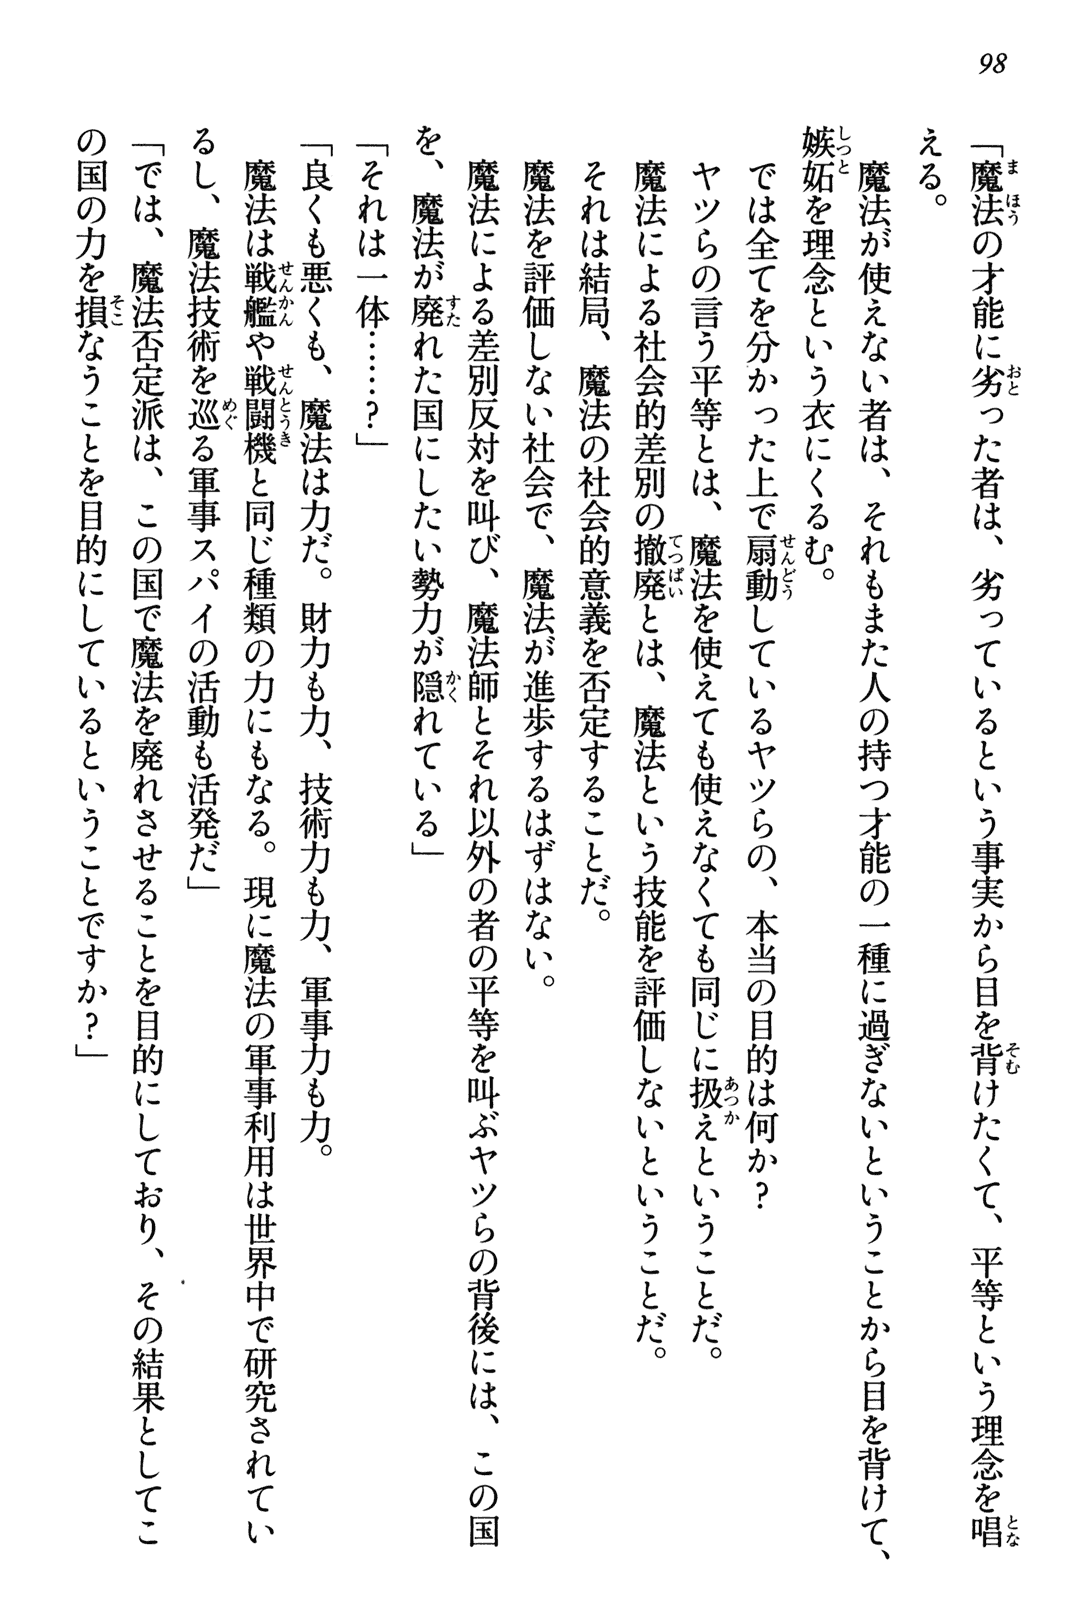 98
「魔法の才能に劣った者は、劣っているという事実から目を背けたくて、平等という理念を唱
える。
　魔法が使えない者は、それもまた人の持つ才能の一種に過ぎないということから目を背けて、
嫉妬を理念という衣にくるむ。
　では全てを分かった上で扇動しているヤツらの、本当の目的は何か？
　ヤツらの言う平等とは、魔法を使えても使えなくても同じに扱えということだ。
　魔法による社会的差別の撤廃とは、魔法という技能を評価しないということだ。
　それは結局、魔法の社会的意義を否定することだ。
　魔法を評価しない社会で、魔法が進歩するはずはない。
　魔法による差別反対を叫び、魔法師とそれ以外の者の平等を叫ぶヤツらの背後には、この国
を、魔法が廃れた国にしたい勢力が隠れている」
「それは一体……？」
「良くも悪くも、魔法は力だ。財力も力、技術力も力、軍事力も力。
　魔法は戦艦や戦闘機と同じ種類の力にもなる。現に魔法の軍事利用は世界中で研究されてい
るし、魔法技術を巡る軍事スパイの活動も活発だ」
「では、魔法否定派は、この国で魔法を廃れさせることを目的にしており、その結果としてこ
の国の力を損なうことを目的にしているということですか？」